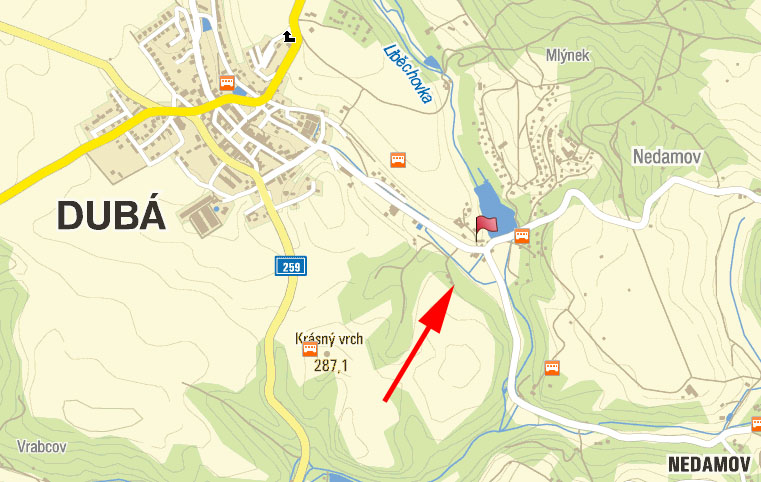 Mlýnek
Liběchovka
Nedamov
DUBÁ
259
Krásný vrch
287,1
Vrabcov
NEDAMOV